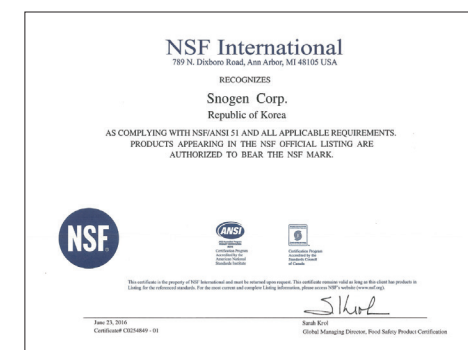 NSF International
789 N. Dixboro Road, Ann Arbor, MI 48105 USA
RECOGNIZES
Snogen Corp.
Republic of Korea
AS COMPLYING WITH NSF/ANSI 51 AND ALL APPLICABLE REQUIREMENTS.
PRODUCTS APPEARING IN THE NSF OFFICIAL LISTING ARE
AUTHORIZED TO BEAR THE NSF MARK.
NSF
ANSI
Certification Program
Accredited by the
American National
Standards Institute
Certification Program
Accredited by the
Standards Council
of Canada
This certificate is the property of NSF International and must be returned upon request. This certificate remains valid as long as this client has products in
Listing for the referenced standards. For the most current and complete Listing information, please access NSF's website (www.nsf.org).
S Krol
June 23, 2016
Certificate# C0254849 - 01
Sarah Krol
Global Managing Director, Food Safety Product Certification